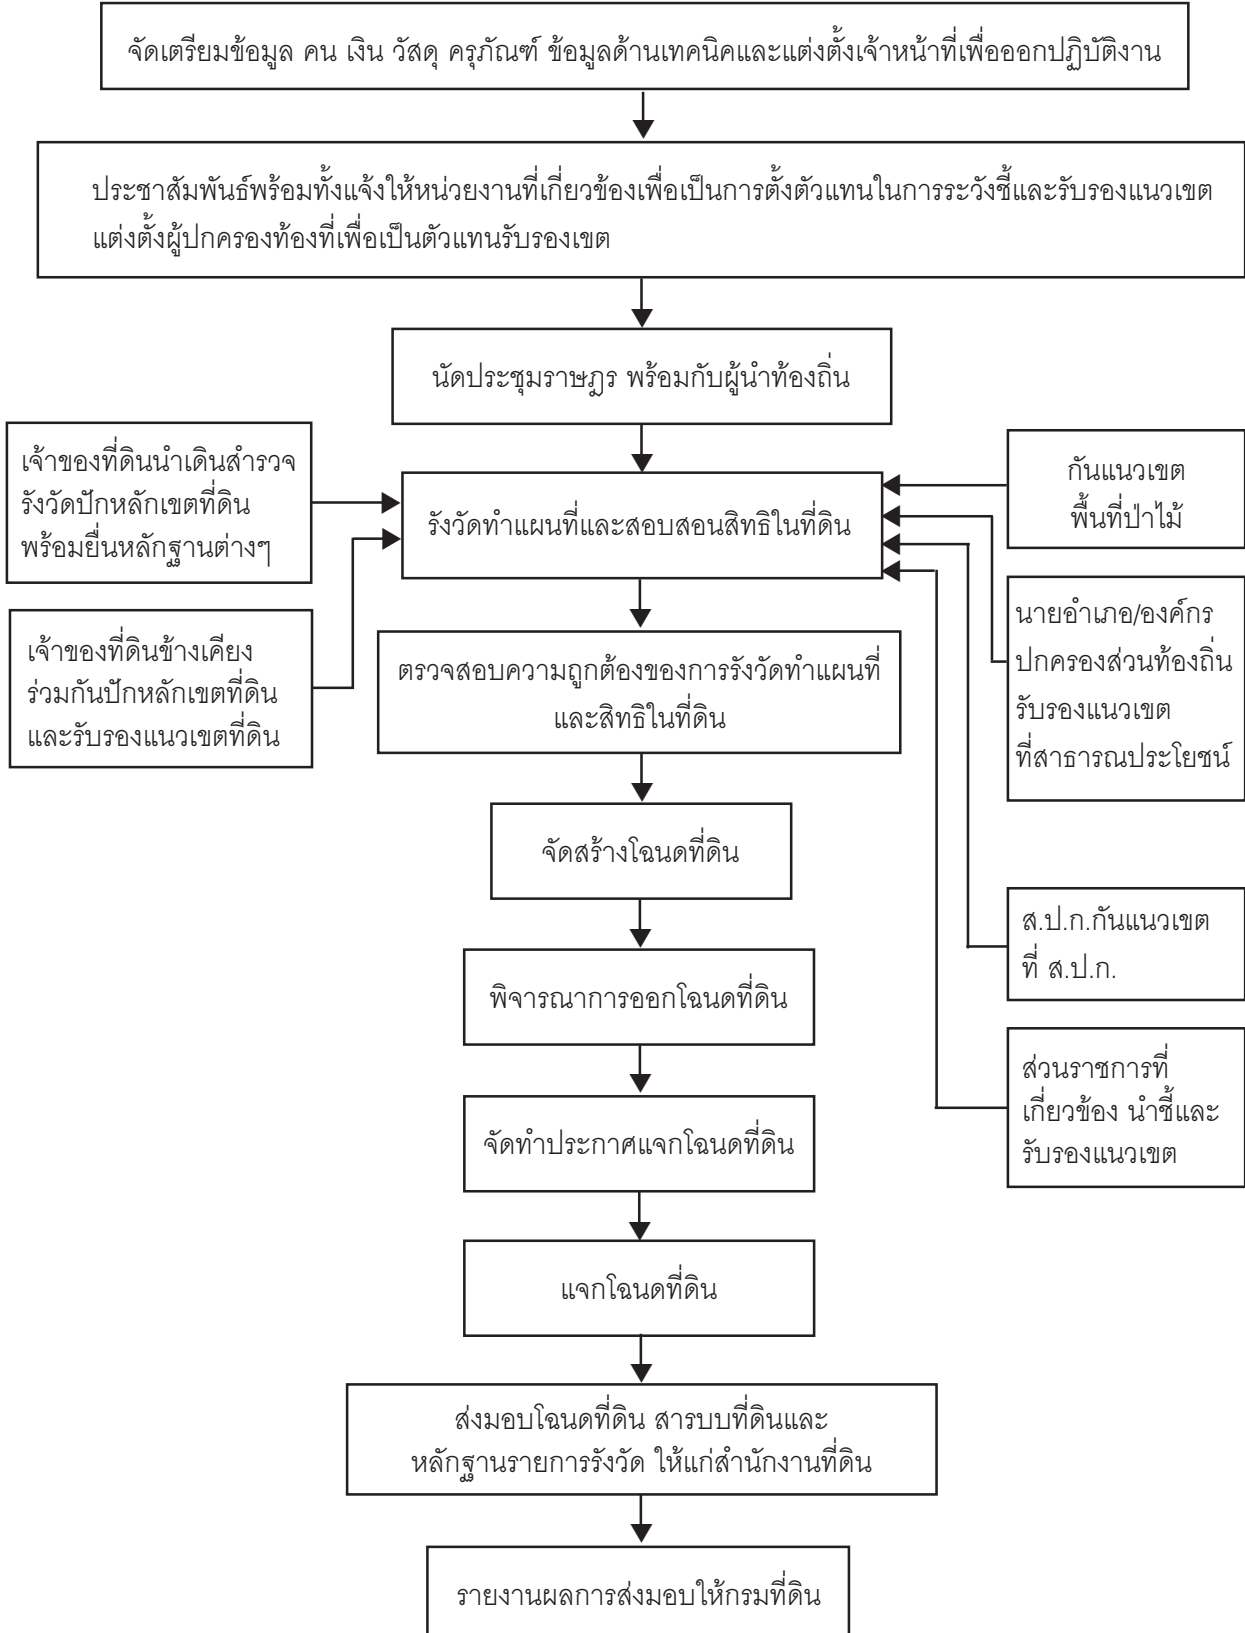 จัดเตรียมข้อมูล คน เงิน วัสดุ ครุภัณฑ์ ข้อมูลด้านเทคนิคและแต่งตั้งเจ้าหน้าที่เพื่อออกปฏิบัติงาน
ประชาสัมพันธ์พร้อมทั้งแจ้งให้หน่วยงานที่เกี่ยวข้องเพื่อเป็นการตั้งตัวแทนในการระวังชี้และรับรองแนวเขต
แต่งตั้งผู้ปกครองท้องที่เพื่อเป็นตัวแทนรับรองเขต
นัดประชุมราษฎร พร้อมกับผู้นำท้องถิ่น
เจ้าของที่ดินนำเดินสำรวจ
รังวัดปักหลักเขตที่ดิน
พร้อมยื่นหลักฐานต่างๆ
รังวัดทำแผนที่และสอบสอนสิทธิในที่ดิน
กันแนวเขต
พื้นที่ป่าไม้
เจ้าของที่ดินข้างเคียง
ร่วมกันปักหลักเขตที่ดิน
และรับรองแนวเขตที่ดิน
ตรวจสอบความถูกต้องของการรังวัดทำแผนที่
และสิทธิในที่ดิน
นายอำเภอ/องค์กร
ปกครองส่วนท้องถิ่น
รับรองแนวเขต
ที่สาธารณประโยชน์
จัดสร้างโฉนดที่ดิน
ส.ป.ก.กันแนวเขต
ที่ ส.ป.ก.
พิจารณาการออกโฉนดที่ดิน
ส่วนราชการที่
เกี่ยวข้อง นำชี้และ
รับรองแนวเขต
จัดทำประกาศแจกโฉนดที่ดิน
แจกโฉนดที่ดิน
ส่งมอบโฉนดที่ดิน สารบบที่ดินและ
หลักฐานรายการรังวัด ให้แก่สำนักงานที่ดิน
รายงานผลการส่งมอบให้กรมที่ดิน